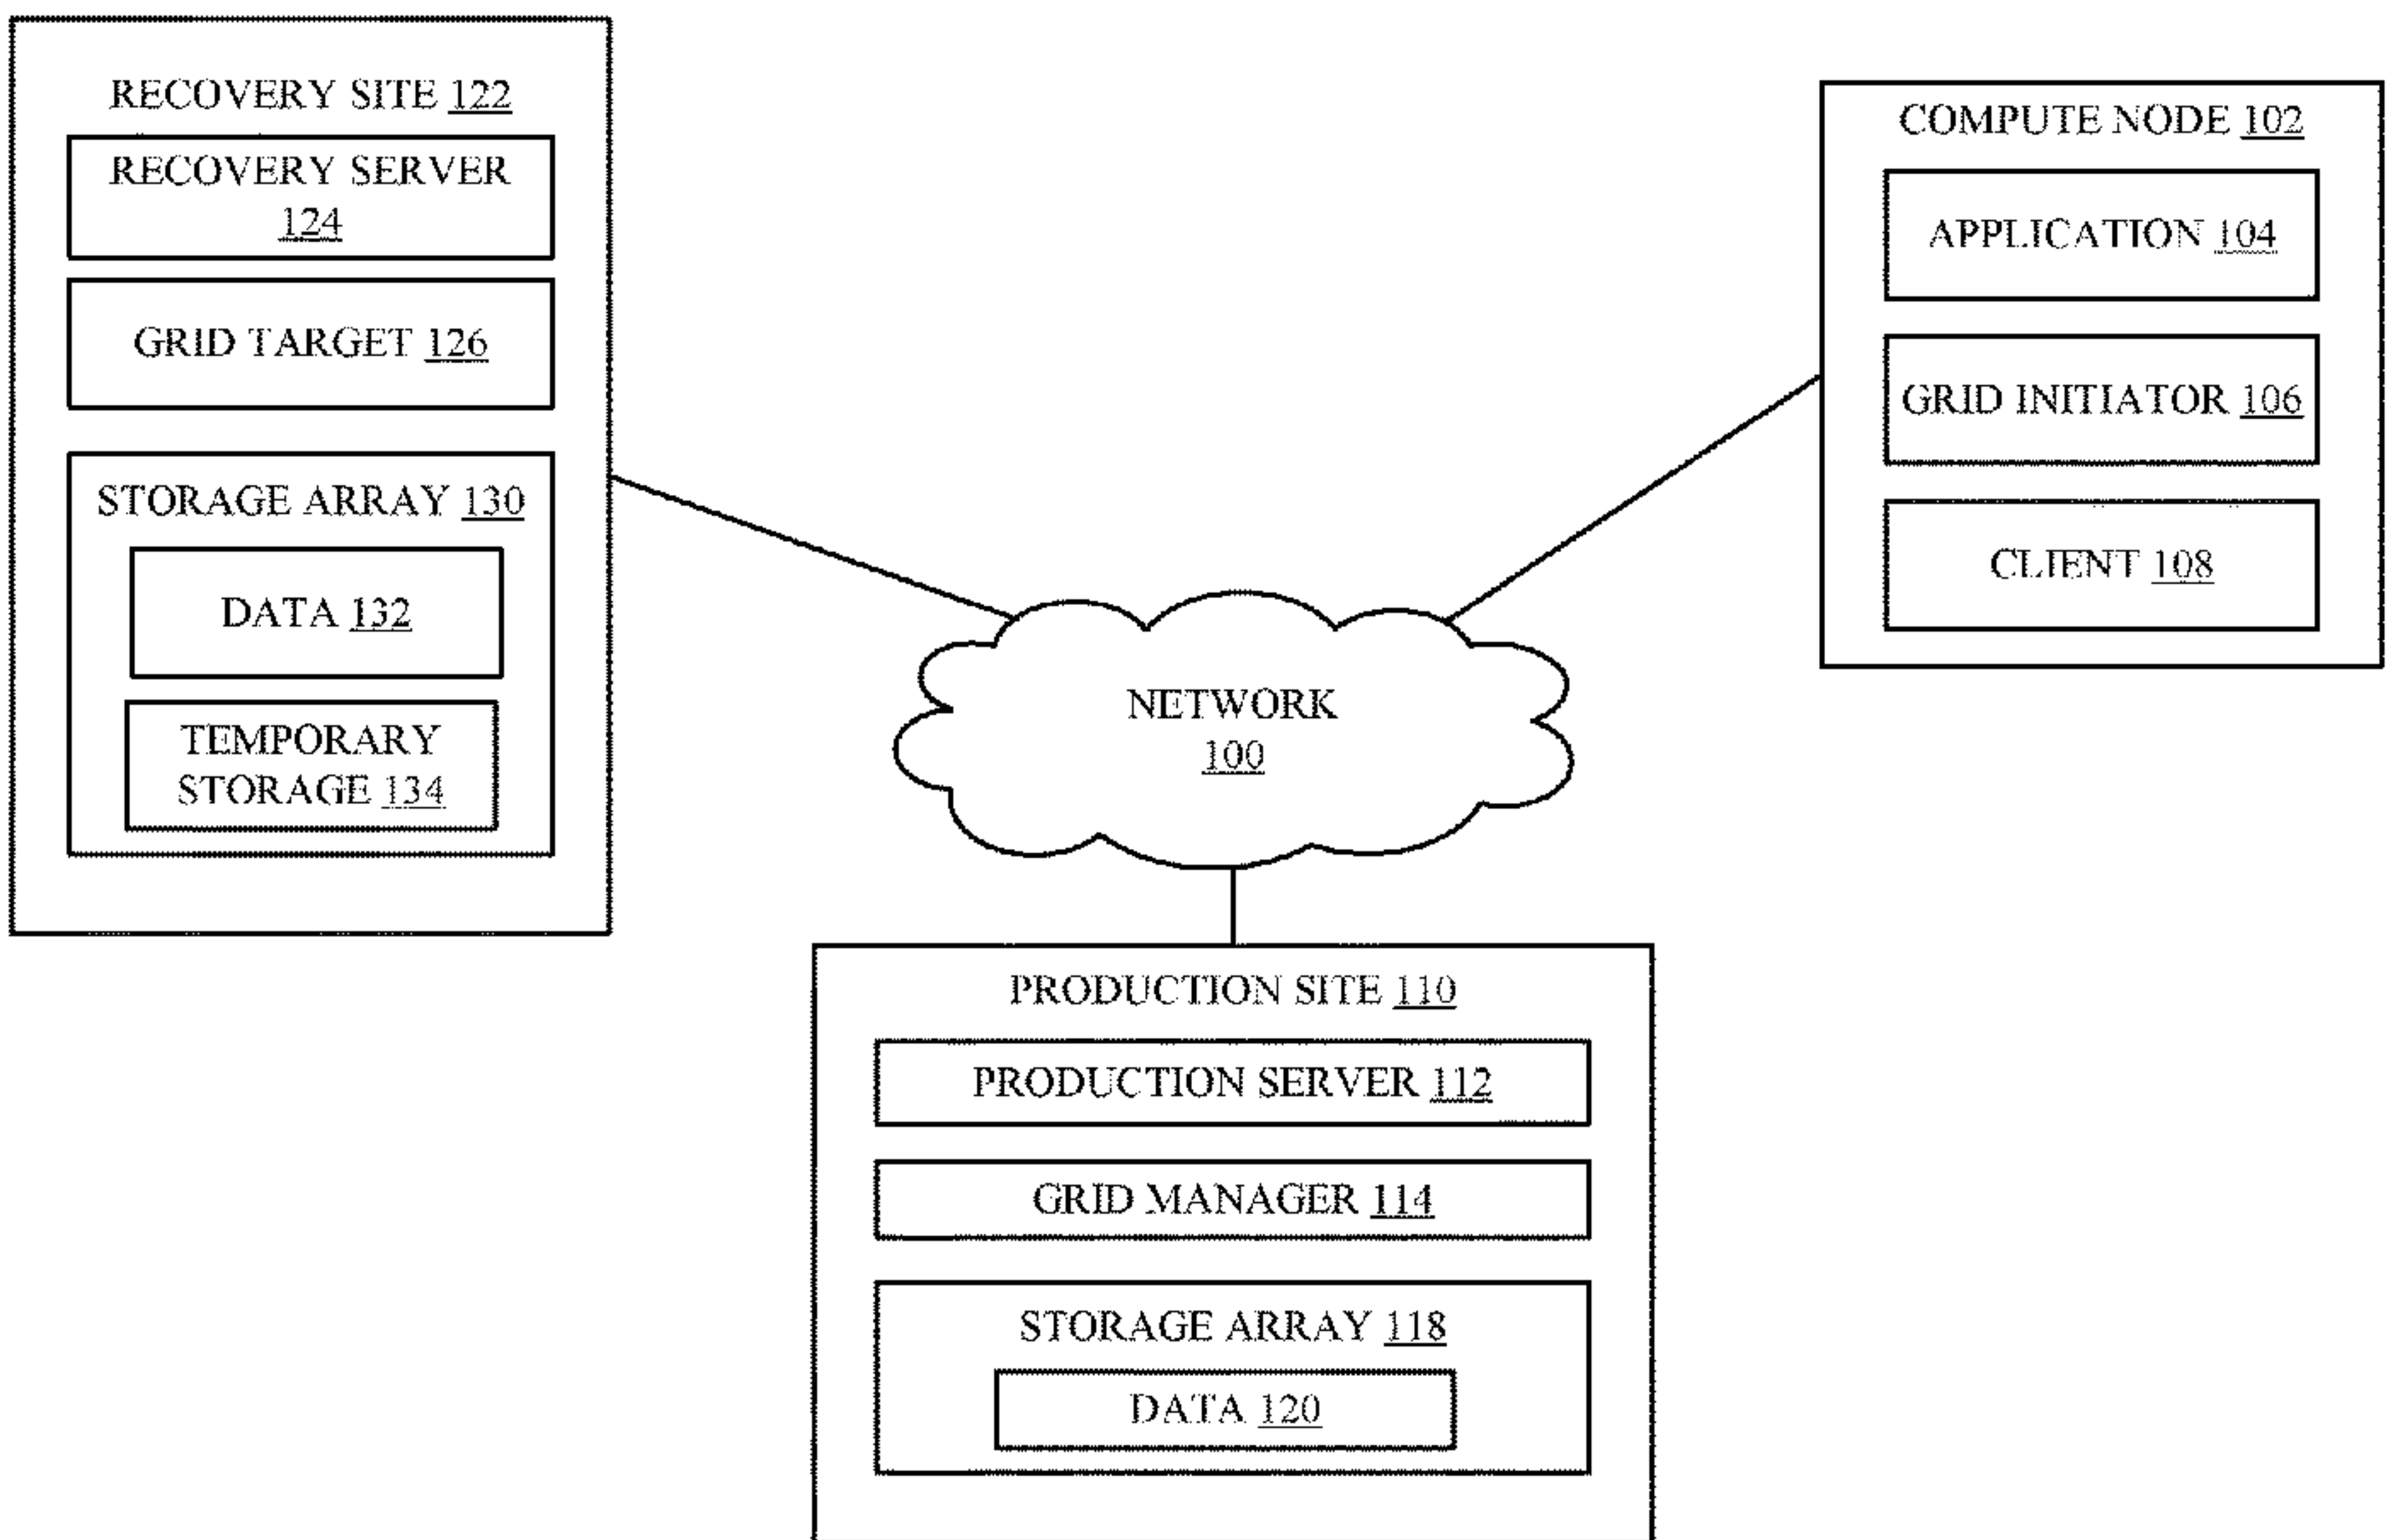 RECOVERY SITE 122
RECOVERY SERVER
124
GRID TARGET 126
STORAGE ARRAY 130
DATA 132
TEMPORARY
STORAGE 134
COMPUTE NODE 102
APPLICATION 104
GRID INITIATOR 106
CLIENT 108
NETWORK
100
PRODUCTION SITE 110
PRODUCTION SERVER 112
GRID MANAGER 114
STORAGE ARRAY 118
DATA 120